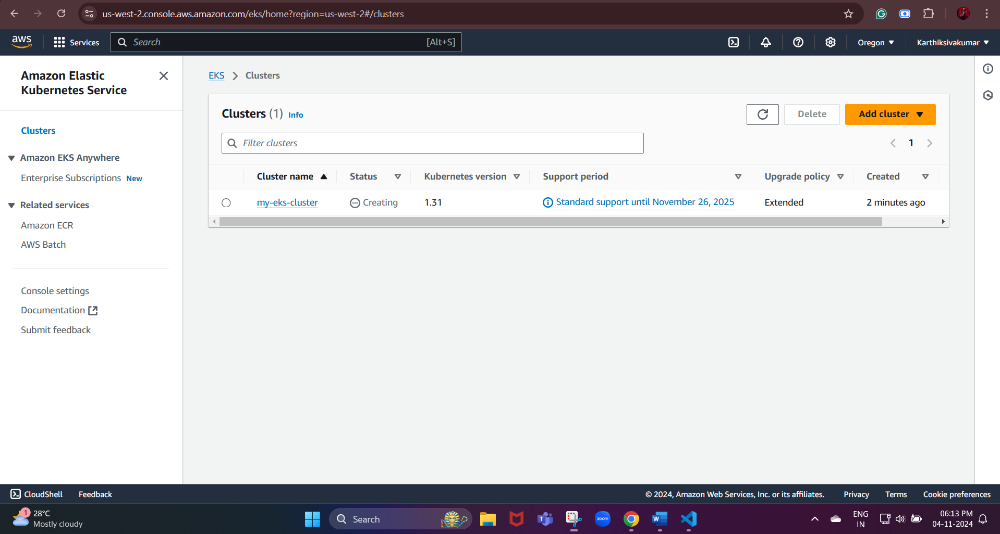 us-west-2.console.aws.amazon.com/eks/home?region=us-west-2#/clusters
aws
Services
Search
[Alt+S]
Oregon
Karthiksivakumar
Amazon Elastic
Kubernetes Service
Clusters
Amazon EKS Anywhere
Enterprise Subscriptions New
Related services
Amazon ECR
AWS Batch
Console settings
Documentation
Submit feedback
EKS
Clusters
Clusters (1) Info
Delete
Add cluster
Filter clusters
1
Cluster name
Status
Kubernetes version
Support period
Upgrade policy
Created
my-eks-cluster
Creating
1.31
Standard support until November 26, 2025
Extended
2 minutes ago
CloudShell
Feedback
© 2024, Amazon Web Services, Inc. or its affiliates.
Privacy
Terms
Cookie preferences
1
28°C
Mostly cloudy
Search
zoom
ENG
IN
06:13 PM
04-11-2024